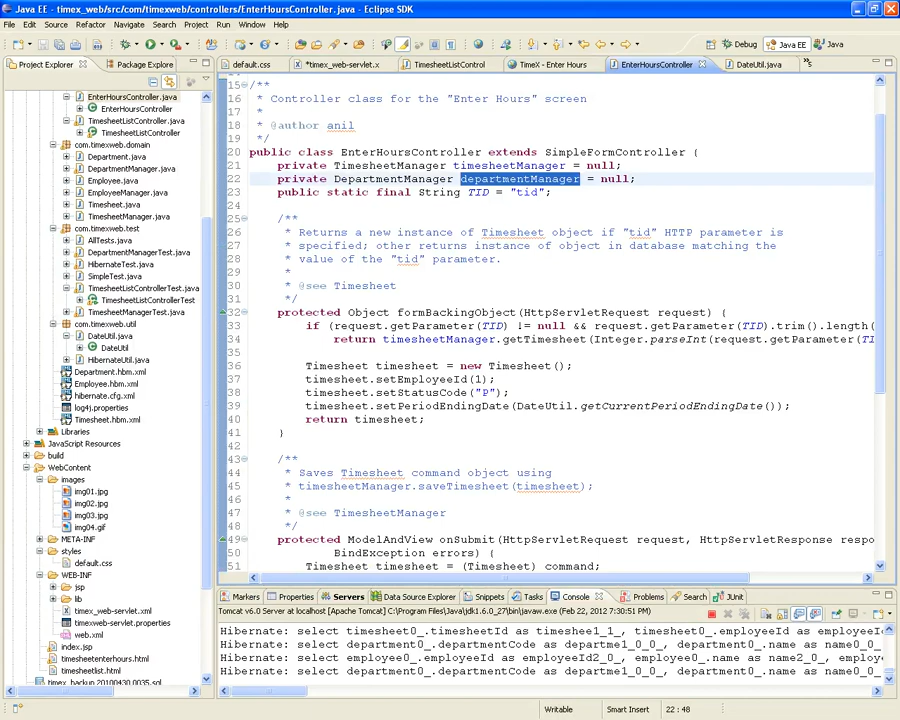 Java EE - timex_web/src/com/timexweb/controllers/EnterHoursController.java - Eclipse SDK
File Edit Source Refactor Navigate Search Project Run Window Help
Debug Java EE Java
Project Explorer Package Explore
default.css *timex_web-servlet.x TimesheetListControl TimeX - Enter Hours EnterHoursController DateUtil.java
EnterHoursController.java
EnterHoursController
TimesheetListController.java
TimesheetListController
com.timexweb.domain
Department.java
DepartmentManager.java
Employee.java
EmployeeManager.java
Timesheet.java
TimesheetManager.java
com.timexweb.test
AllTests.java
DepartmentManagerTest.java
HibernateTest.java
SimpleTest.java
TimesheetListControllerTest.java
TimesheetListControllerTest
TimesheetManagerTest.java
com.timexweb.util
DateUtil.java
DateUtil
HibernateUtil.java
Department.hbm.xml
Employee.hbm.xml
hibernate.cfg.xml
log4j.properties
Timesheet.hbm.xml
Libraries
JavaScript Resources
build
WebContent
images
img01.jpg
img02.jpg
img03.jpg
img04.gif
META-INF
styles
default.css
WEB-INF
jsp
lib
timex_web-servlet.xml
timexweb-servlet.properties
web.xml
index.jsp
timesheetenterhours.html
timesheetlist.html
timex_backup_20100430_0035.sql
15 /**
16 * Controller class for the "Enter Hours" screen
17 *
18 * @author anil
19 */
20 public class EnterHoursController extends SimpleFormController {
21 private TimesheetManager timesheetManager = null;
22 private DepartmentManager departmentManager = null;
23 public static final String TID = "tid";
24
25 /**
26 * Returns a new instance of Timesheet object if "tid" HTTP parameter is
27 * specified; other returns instance of object in database matching the
28 * value of the "tid" parameter.
29 *
30 * @see Timesheet
31 */
32 protected Object formBackingObject(HttpServletRequest request) {
33 if (request.getParameter(TID) != null && request.getParameter(TID).trim().length(
34 return timesheetManager.getTimesheet(Integer.parseInt(request.getParameter(TI
35
36 Timesheet timesheet = new Timesheet();
37 timesheet.setEmployeeId(1);
38 timesheet.setStatusCode("P");
39 timesheet.setPeriodEndingDate(DateUtil.getCurrentPeriodEndingDate());
40 return timesheet;
41 }
42
43 /**
44 * Saves Timesheet command object using
45 * timesheetManager.saveTimesheet(timesheet);
46 *
47 * @see TimesheetManager
48 */
49 protected ModelAndView onSubmit(HttpServletRequest request, HttpServletResponse respo
50 BindException errors) {
51 Timesheet timesheet = (Timesheet) command;
Markers Properties Servers Data Source Explorer Snippets Tasks Console Problems Search JUnit
Tomcat v6.0 Server at localhost [Apache Tomcat] C:\Program Files\Java\jdk1.6.0_27\bin\javaw.exe (Feb 22, 2012 7:30:51 PM)
Hibernate: select timesheet0_.timesheetId as timeshee1_1_, timesheet0_.employeeId as employeeId
Hibernate: select department0_.departmentCode as departme1_0_0_, department0_.name as name0_0_
Hibernate: select employee0_.employeeId as employeeId2_0_, employee0_.name as name2_0_, employ
Hibernate: select department0_.departmentCode as departme1_0_0_, department0_.name as name0_0_
Writable Smart Insert 22 : 48